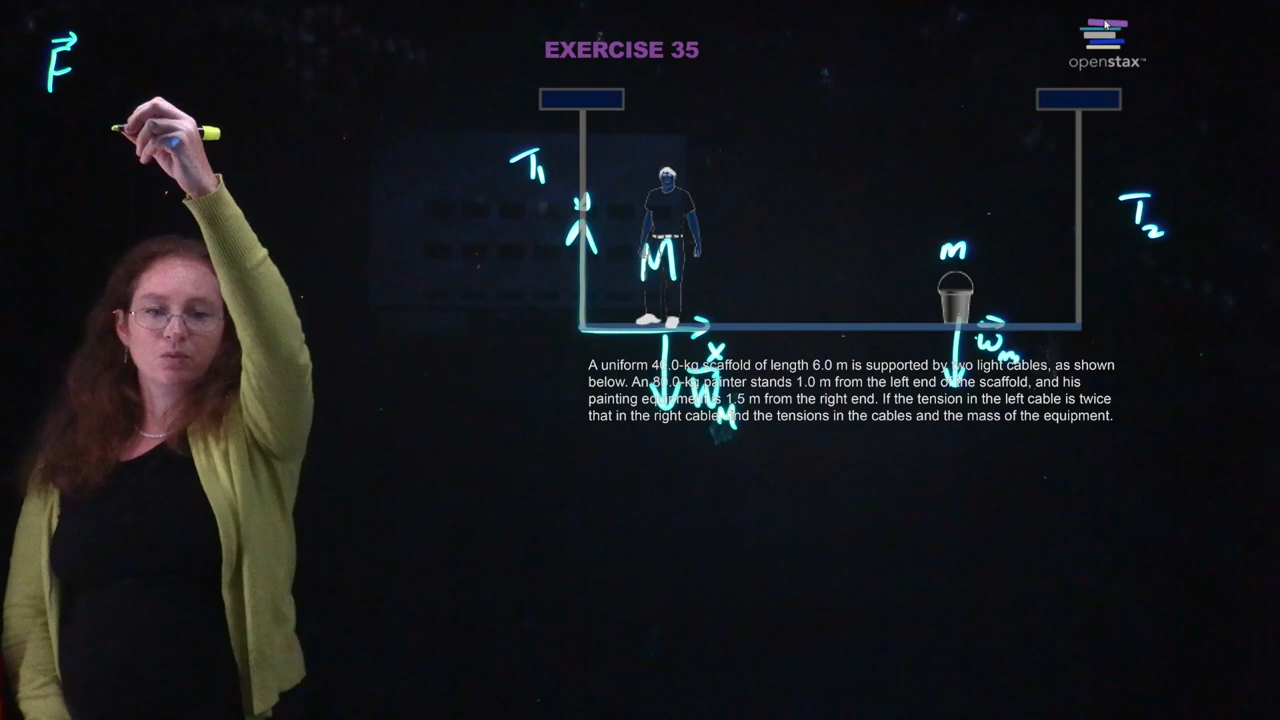 F
EXERCISE 35
openstax™
T1
T2
M
m
x
WM
wm
A uniform 40.0-kg scaffold of length 6.0 m is supported by two light cables, as shown
below. An 80.0-kg painter stands 1.0 m from the left end of the scaffold, and his
painting equipment is 1.5 m from the right end. If the tension in the left cable is twice
that in the right cable, find the tensions in the cables and the mass of the equipment.